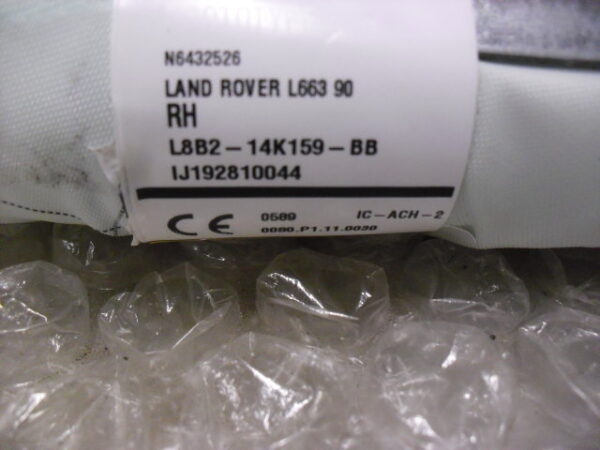 N6432526
LAND ROVER L663 90
RH
L8B2-14K159-BB
IJ192810044
CE 0589 IC-ACH-2
0080.P1.11.0030